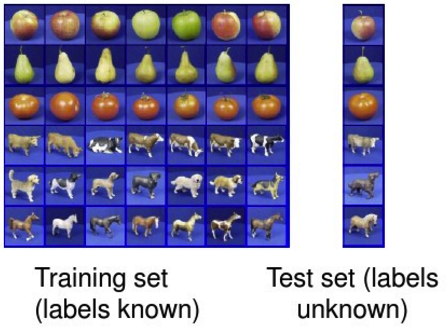 Training set
(labels known)
Test set (labels
unknown)